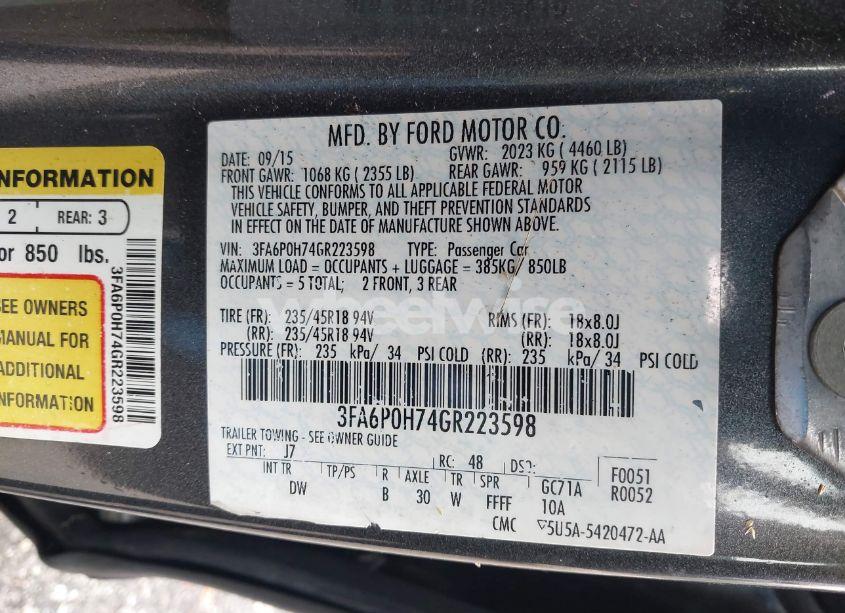 NFORMATION
2 REAR: 3
or 850 lbs.
SEE OWNERS
MANUAL FOR
ADDITIONAL
INFORMATION
3FA6P0H74GR223598
MFD. BY FORD MOTOR CO.
DATE: 09/15 GVWR: 2023 KG ( 4460 LB)
FRONT GAWR: 1068 KG ( 2355 LB) REAR GAWR: 959 KG ( 2115 LB)
THIS VEHICLE CONFORMS TO ALL APPLICABLE FEDERAL MOTOR
VEHICLE SAFETY, BUMPER, AND THEFT PREVENTION STANDARDS
IN EFFECT ON THE DATE OF MANUFACTURE SHOWN ABOVE.
VIN: 3FA6P0H74GR223598 TYPE: Passenger Car
MAXIMUM LOAD = OCCUPANTS + LUGGAGE = 385KG/ 850LB
OCCUPANTS = 5 TOTAL; 2 FRONT, 3 REAR
wheelwise
TIRE (FR): 235/45R18 94V RIMS (FR): 18x8.0J
(RR): 235/45R18 94V (RR): 18x8.0J
PRESSURE (FR): 235 kPa/ 34 PSI COLD (RR): 235 kPa/ 34 PSI COLD
3FA6P0H74GR223598
TRAILER TOWING - SEE OWNER GUIDE
EXT PNT: J7 RC: 48 DSO: F0051
INT TR TP/PS R AXLE TR SPR GC71A R0052
DW B 30 W FFFF 10A
CMC 5U5A-5420472-AA